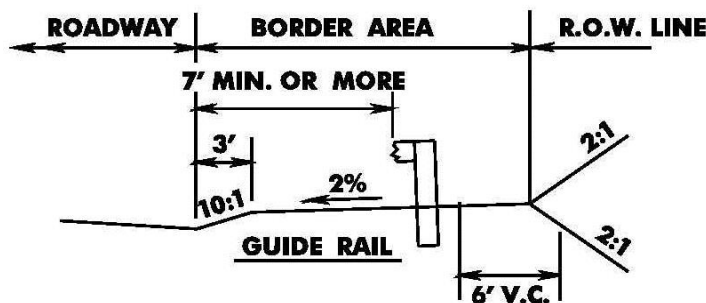 ROADWAY BORDER AREA R.O.W. LINE
7' MIN. OR MORE
3'
2:1
10:1
2%
GUIDE RAIL
2:1
6' V.C.